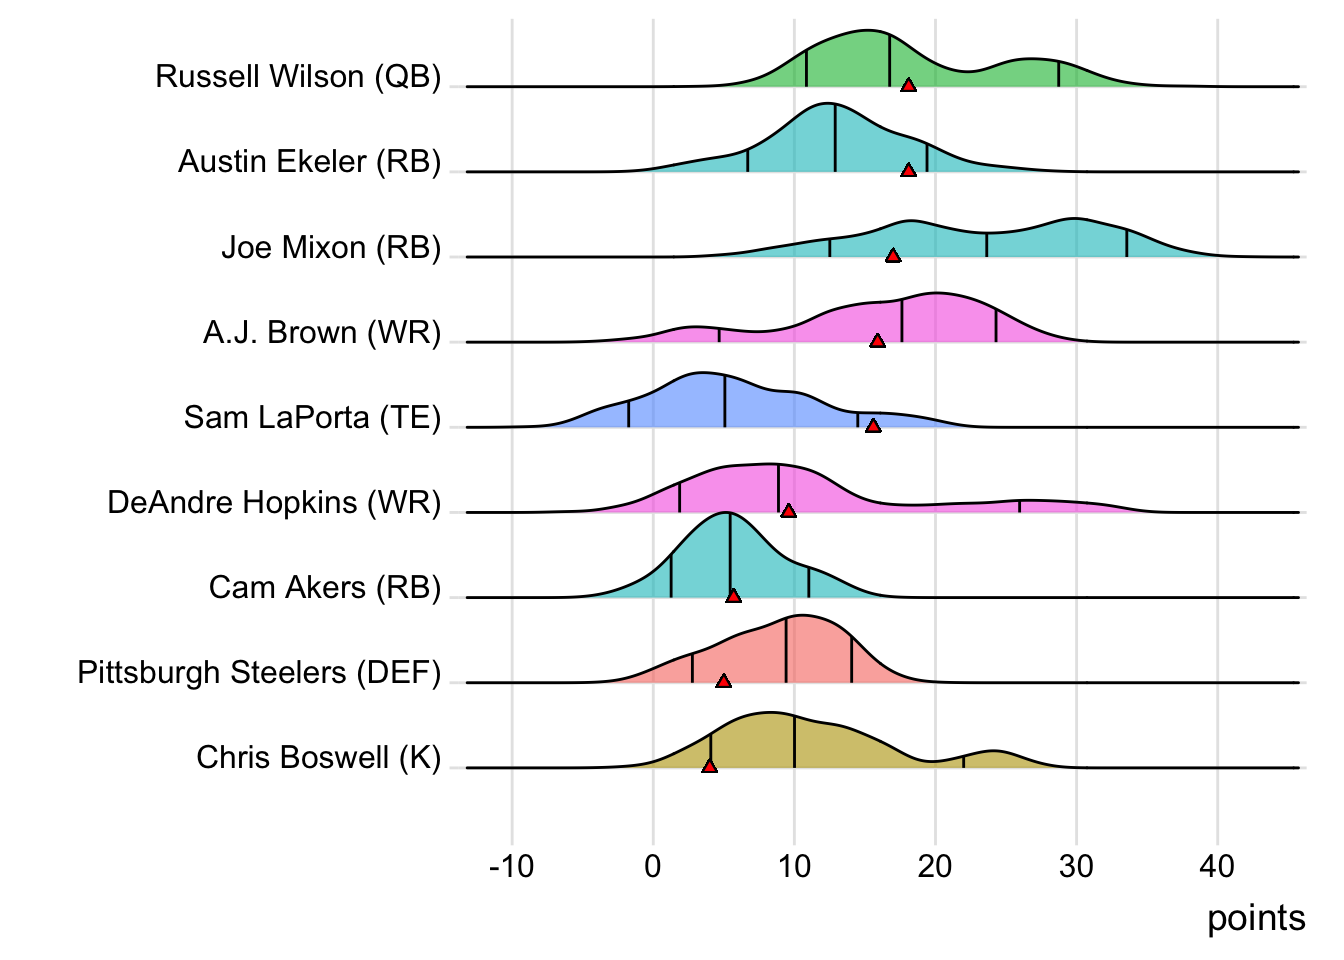 Russell Wilson (QB)
Austin Ekeler (RB)
Joe Mixon (RB)
A.J. Brown (WR)
Sam LaPorta (TE)
DeAndre Hopkins (WR)
Cam Akers (RB)
Pittsburgh Steelers (DEF)
Chris Boswell (K)
-10 0 10 20 30 40
points